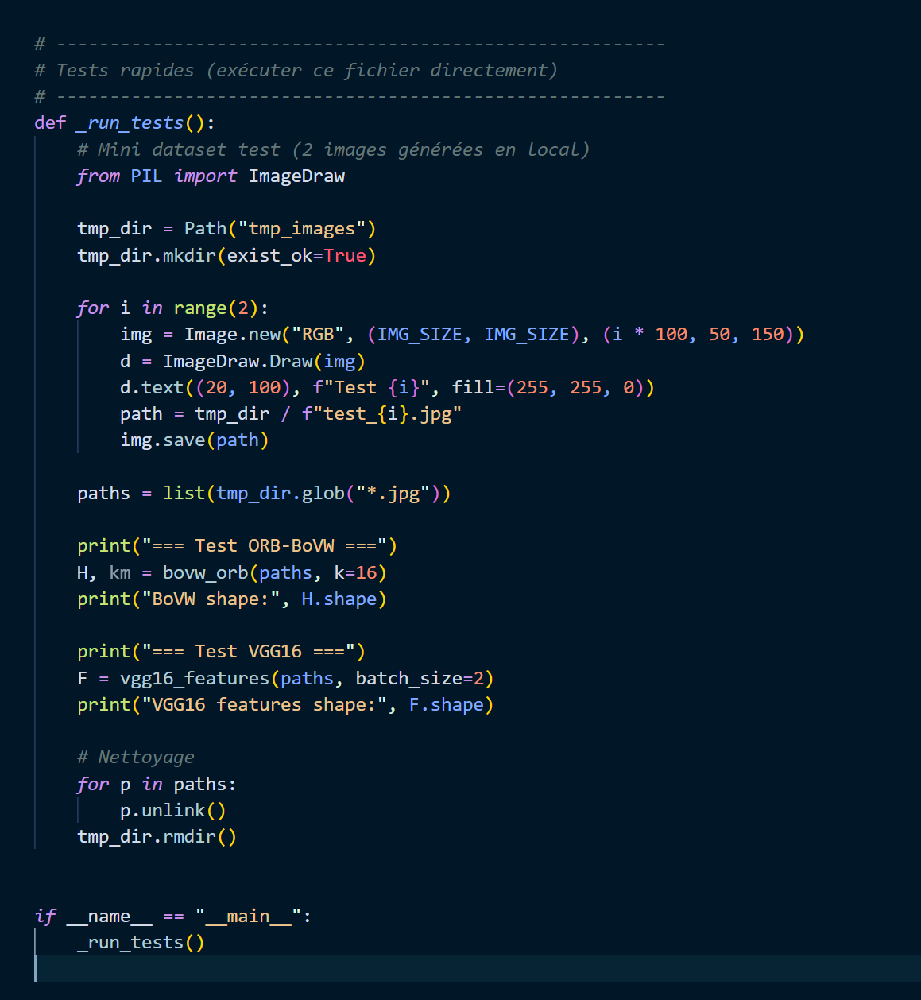 # ---------------------------------------------------------
# Tests rapides (exécuter ce fichier directement)
# ---------------------------------------------------------
def _run_tests():
    # Mini dataset test (2 images générées en local)
    from PIL import ImageDraw

    tmp_dir = Path("tmp_images")
    tmp_dir.mkdir(exist_ok=True)

    for i in range(2):
        img = Image.new("RGB", (IMG_SIZE, IMG_SIZE), (i * 100, 50, 150))
        d = ImageDraw.Draw(img)
        d.text((20, 100), f"Test {i}", fill=(255, 255, 0))
        path = tmp_dir / f"test_{i}.jpg"
        img.save(path)

    paths = list(tmp_dir.glob("*.jpg"))

    print("=== Test ORB-BoVW ===")
    H, km = bovw_orb(paths, k=16)
    print("BoVW shape:", H.shape)

    print("=== Test VGG16 ===")
    F = vgg16_features(paths, batch_size=2)
    print("VGG16 features shape:", F.shape)

    # Nettoyage
    for p in paths:
        p.unlink()
    tmp_dir.rmdir()


if __name__ == "__main__":
    _run_tests()